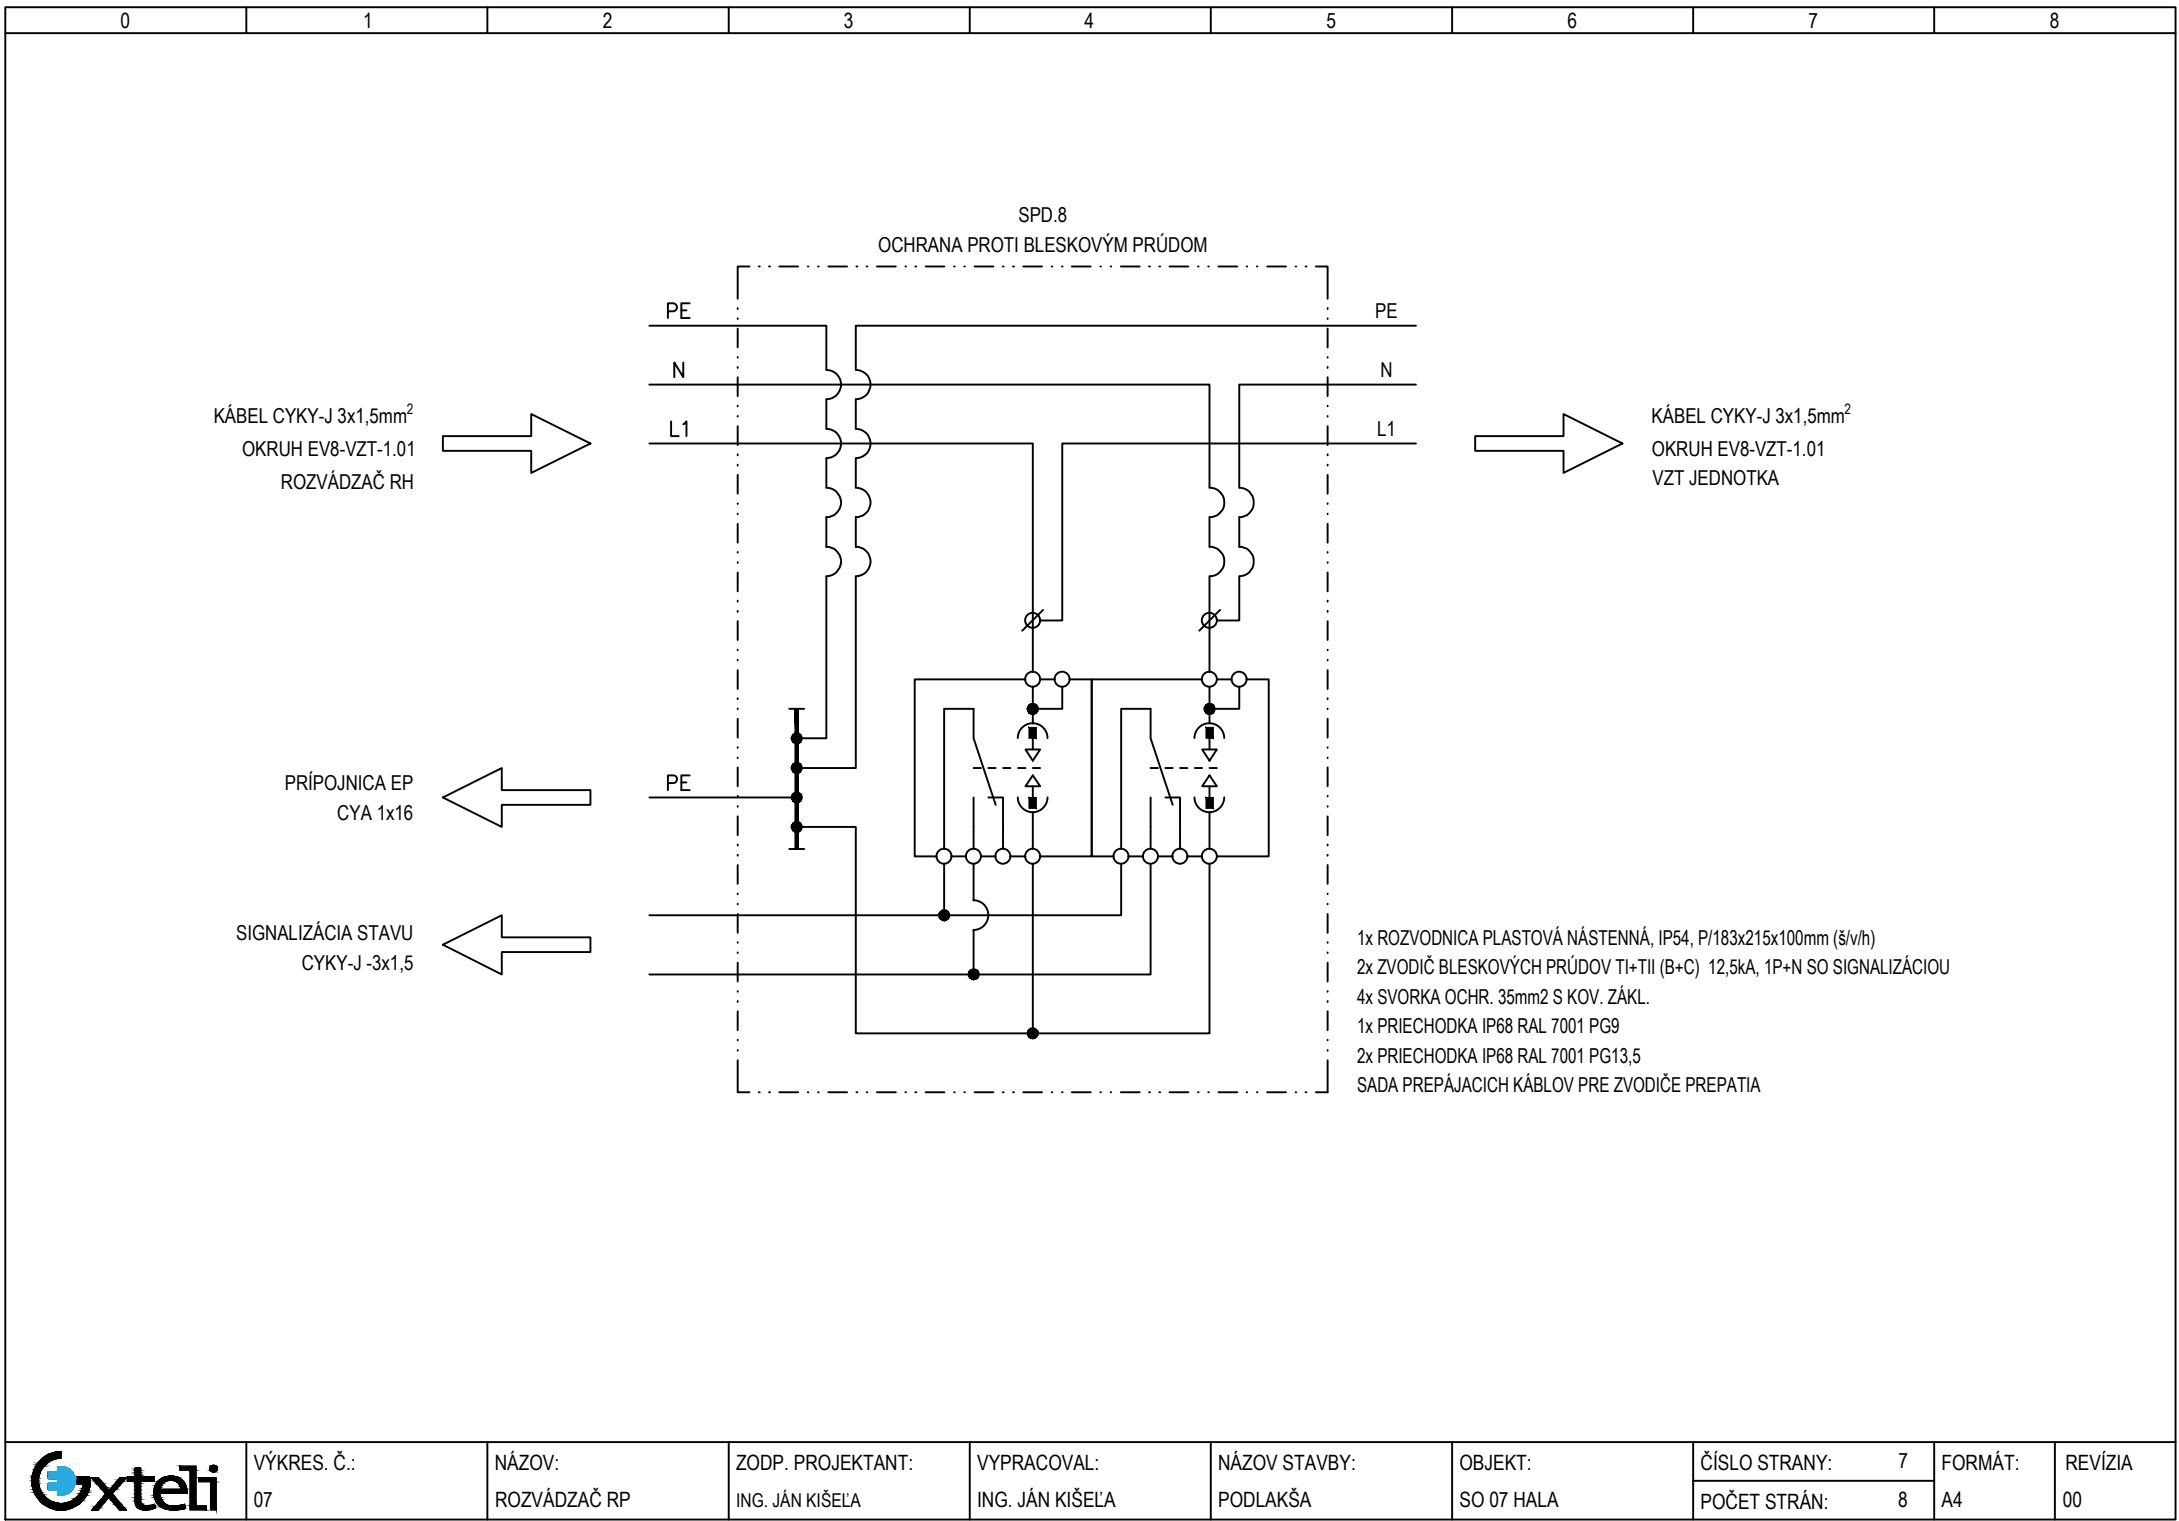 0 1 2 3 4 5 6 7 8
SPD.8
OCHRANA PROTI BLESKOVÝM PRÚDOM
PE PE
N N
L1 L1
KÁBEL CYKY-J 3x1,5mm²
OKRUH EV8-VZT-1.01
ROZVÁDZAČ RH
KÁBEL CYKY-J 3x1,5mm²
OKRUH EV8-VZT-1.01
VZT JEDNOTKA
PRÍPOJNICA EP
CYA 1x16
PE
SIGNALIZÁCIA STAVU
CYKY-J -3x1,5
1x ROZVODNICA PLASTOVÁ NÁSTENNÁ, IP54, P/183x215x100mm (š/v/h)
2x ZVODIČ BLESKOVÝCH PRÚDOV TI+TII (B+C) 12,5kA, 1P+N SO SIGNALIZÁCIOU
4x SVORKA OCHR. 35mm2 S KOV. ZÁKL.
1x PRIECHODKA IP68 RAL 7001 PG9
2x PRIECHODKA IP68 RAL 7001 PG13,5
SADA PREPÁJACICH KÁBLOV PRE ZVODIČE PREPATIA
exteli
VÝKRES. Č.:
07
NÁZOV:
ROZVÁDZAČ RP
ZODP. PROJEKTANT:
ING. JÁN KIŠEĽA
VYPRACOVAL:
ING. JÁN KIŠEĽA
NÁZOV STAVBY:
PODLAKŠA
OBJEKT:
SO 07 HALA
ČÍSLO STRANY: 7
POČET STRÁN: 8
FORMÁT:
A4
REVÍZIA
00